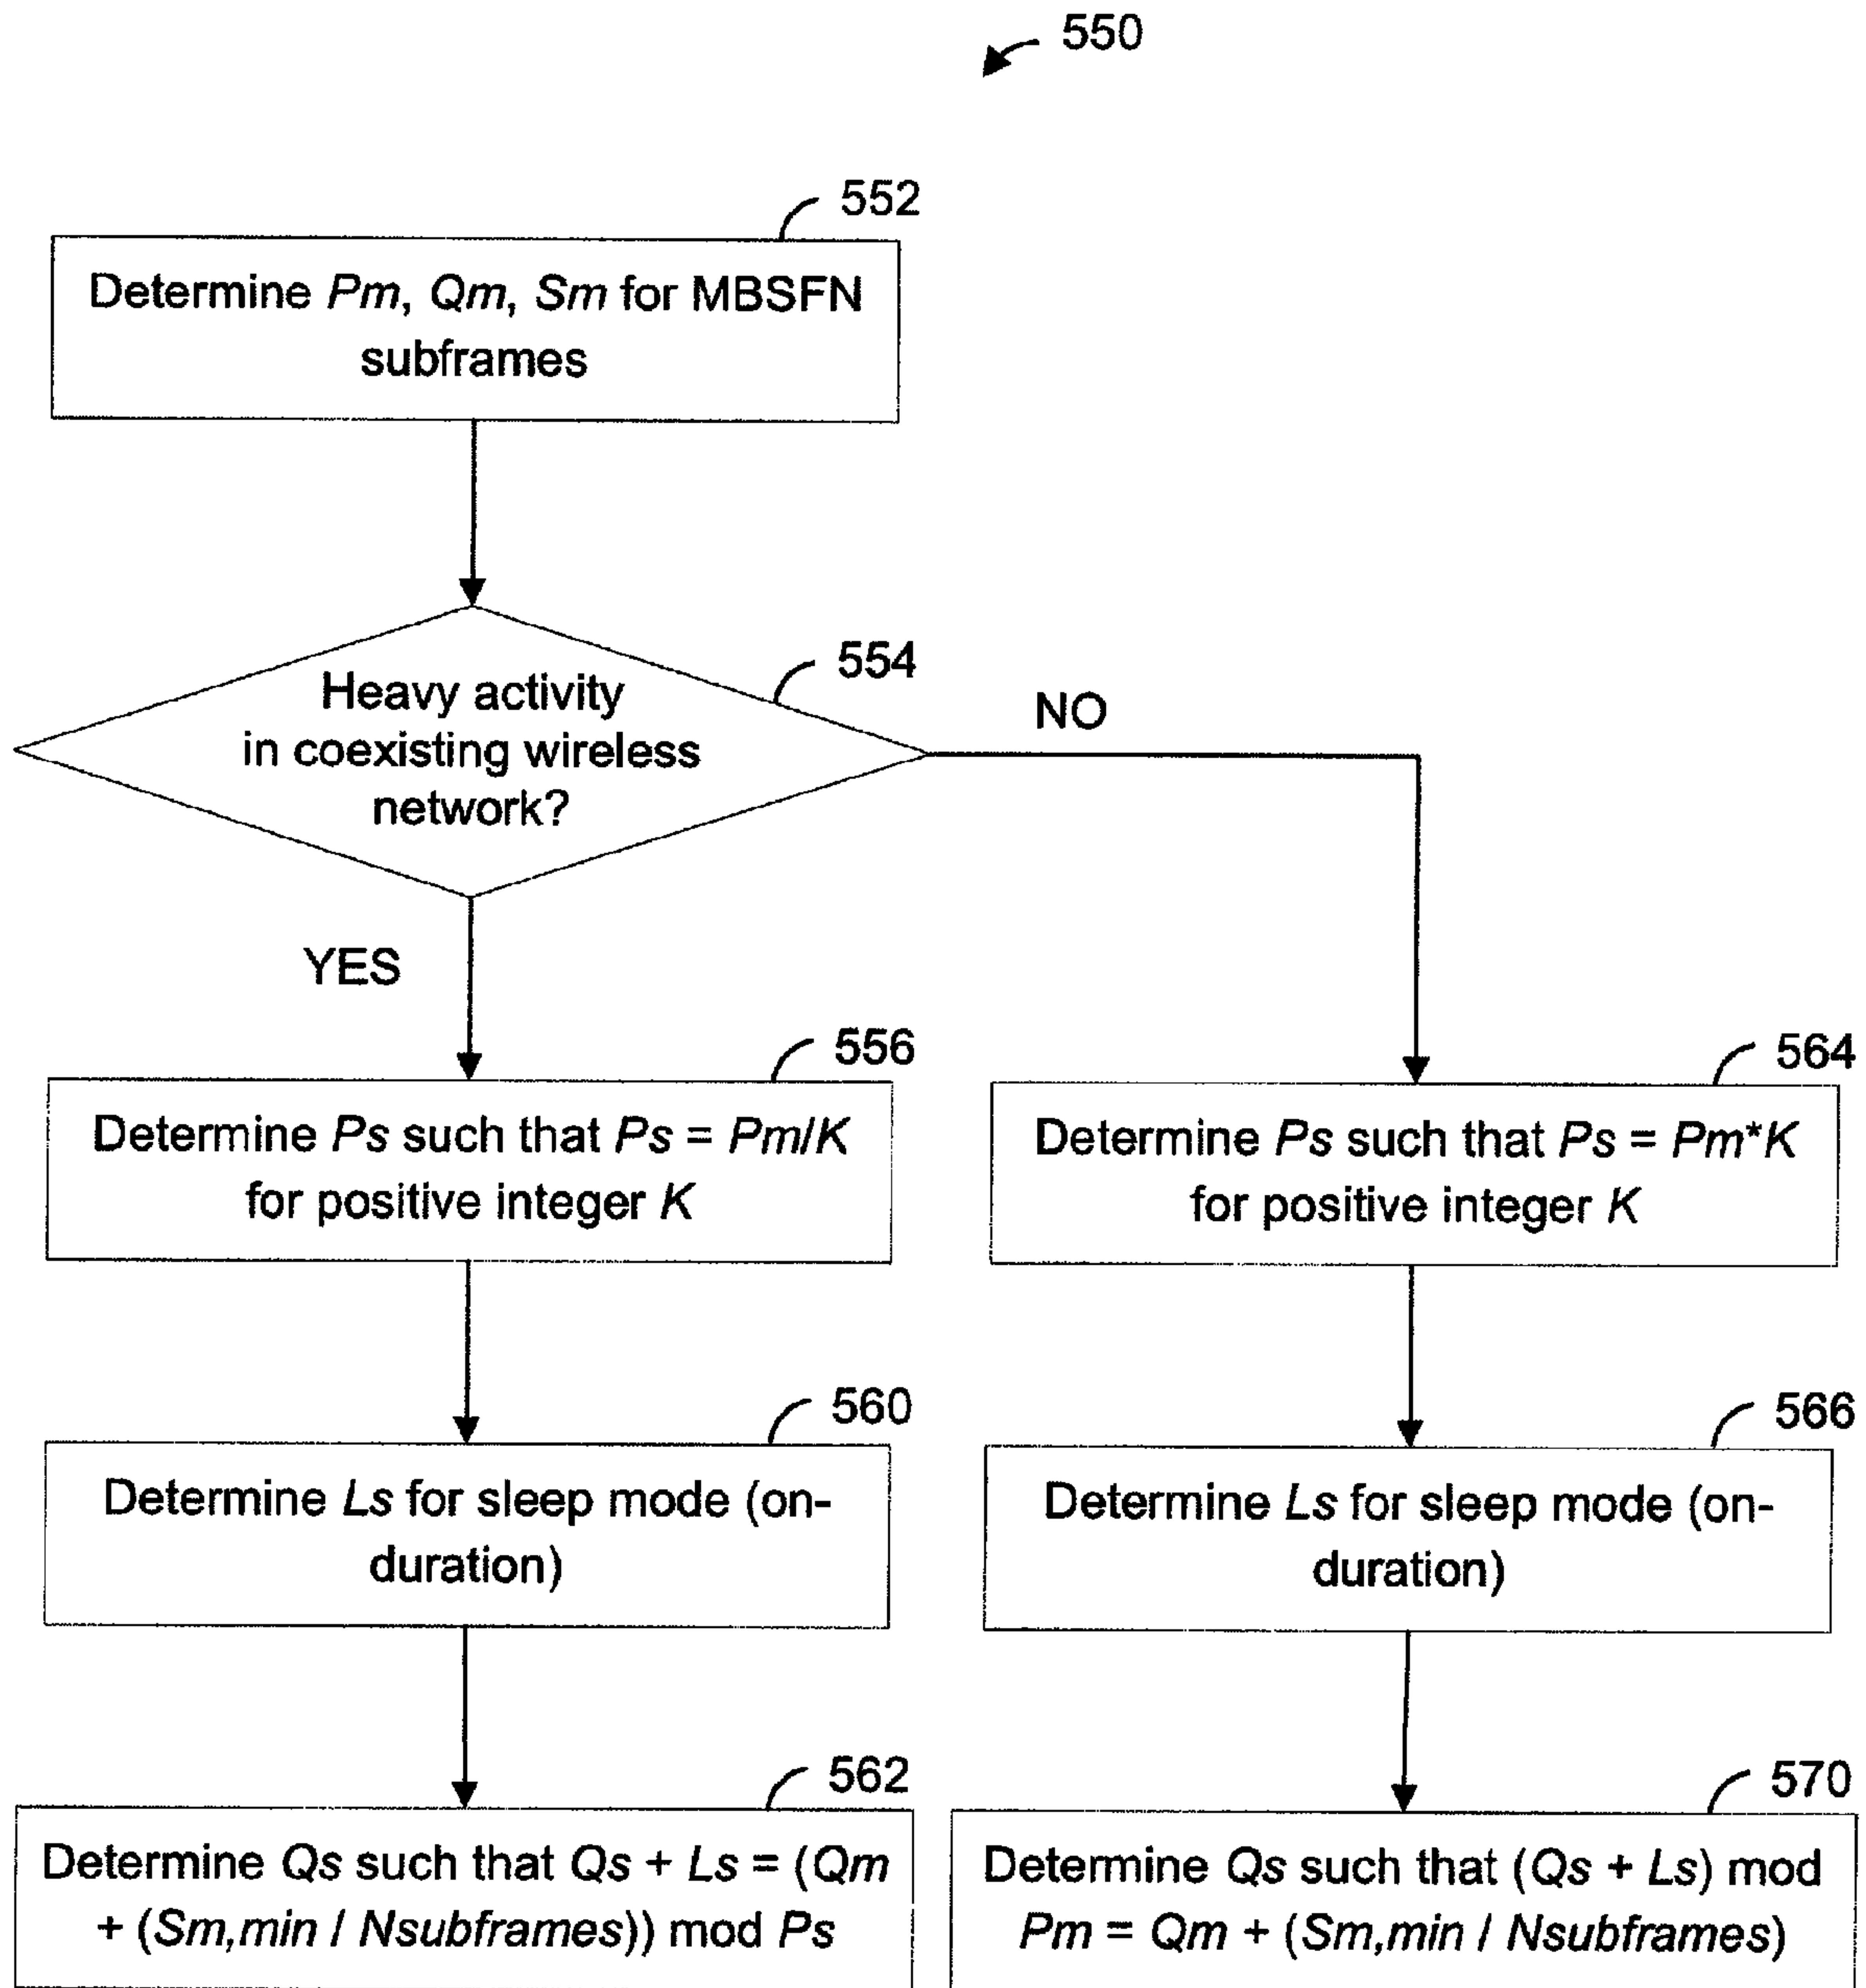 550
552
Determine Pm, Qm, Sm for MBSFN
subframes
554
Heavy activity
in coexisting wireless
network?
NO
YES
556
Determine Ps such that Ps = Pm/K
for positive integer K
564
Determine Ps such that Ps = Pm*K
for positive integer K
560
Determine Ls for sleep mode (on-
duration)
566
Determine Ls for sleep mode (on-
duration)
562
Determine Qs such that Qs + Ls = (Qm
+ (Sm,min / Nsubframes)) mod Ps
570
Determine Qs such that (Qs + Ls) mod
Pm = Qm + (Sm,min / Nsubframes)